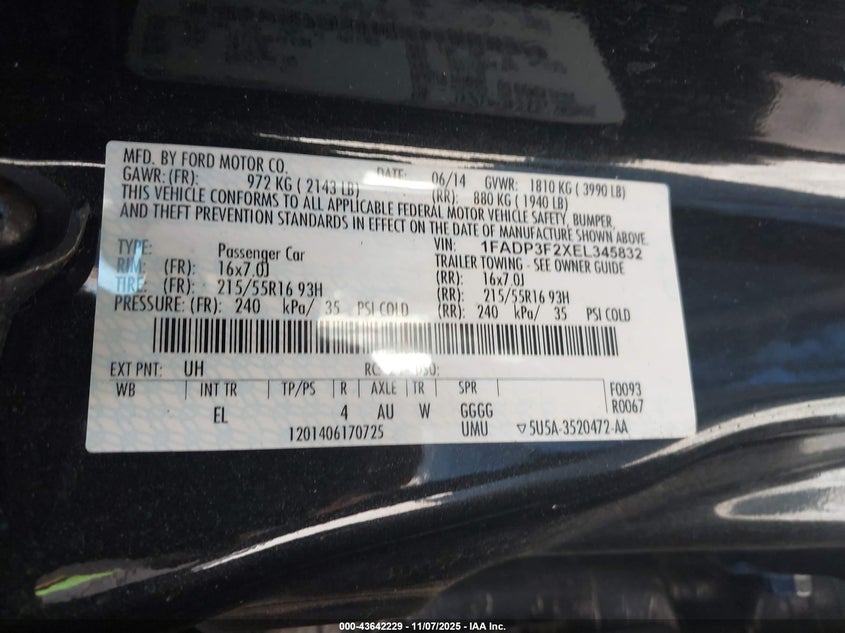 MFD. BY FORD MOTOR CO.
DATE: 06/14 GVWR: 1810 KG ( 3990 LB)
GAWR: (FR): 972 KG ( 2143 LB) (RR): 880 KG ( 1940 LB)
THIS VEHICLE CONFORMS TO ALL APPLICABLE FEDERAL MOTOR VEHICLE SAFETY, BUMPER,
AND THEFT PREVENTION STANDARDS IN EFFECT ON THE DATE OF MANUFACTURE SHOWN ABOVE.
VIN: 1FADP3F2XEL345832
TYPE: Passenger Car TRAILER TOWING - SEE OWNER GUIDE
RIM: (FR): 16x7.0J (RR): 16x7.0J
TIRE: (FR): 215/55R16 93H (RR): 215/55R16 93H
PRESSURE: (FR): 240 kPa/ 35 PSI COLD (RR): 240 kPa/ 35 PSI COLD
EXT PNT: UH DSO:
WB INT TR TP/PS R AXLE TR SPR F0093
EL 4 AU W GGGG R0067
1201406170725 UMU 5U5A-3520472-AA
000-43642229 - 11/07/2025 - IAA Inc.